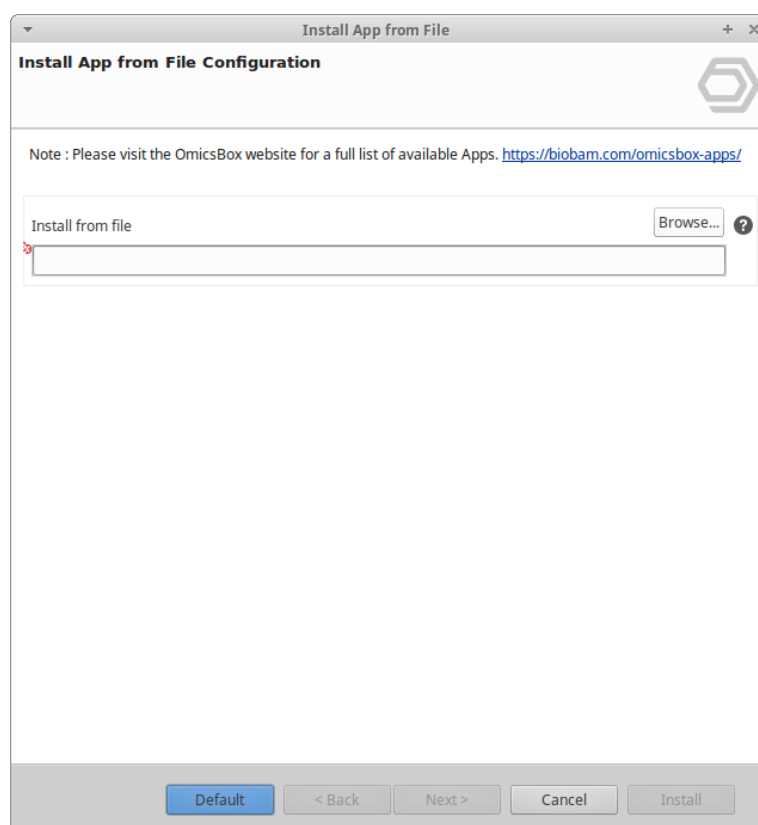 Install App from File
Install App from File Configuration
Note : Please visit the OmicsBox website for a full list of available Apps. https://biobam.com/omicsbox-apps/
Install from file
Browse...
?
Default
< Back
Next >
Cancel
Install